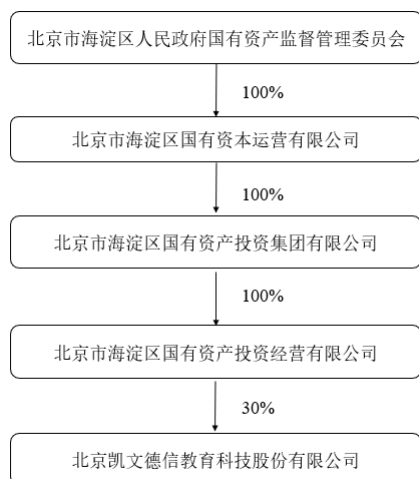 北京市海淀区人民政府国有资产监督管理委员会
100%
北京市海淀区国有资本运营有限公司
100%
北京市海淀区国有资产投资集团有限公司
100%
北京市海淀区国有资产投资经营有限公司
30%
北京凯文德信教育科技股份有限公司